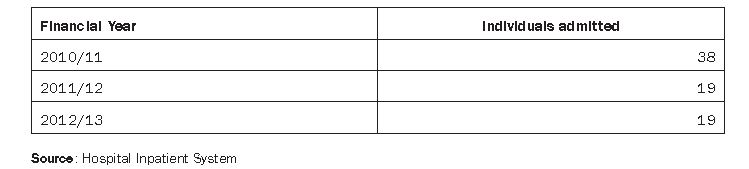 Financial Year Individuals admitted
2010/11 38
2011/12 19
2012/13 19
Source: Hospital Inpatient System